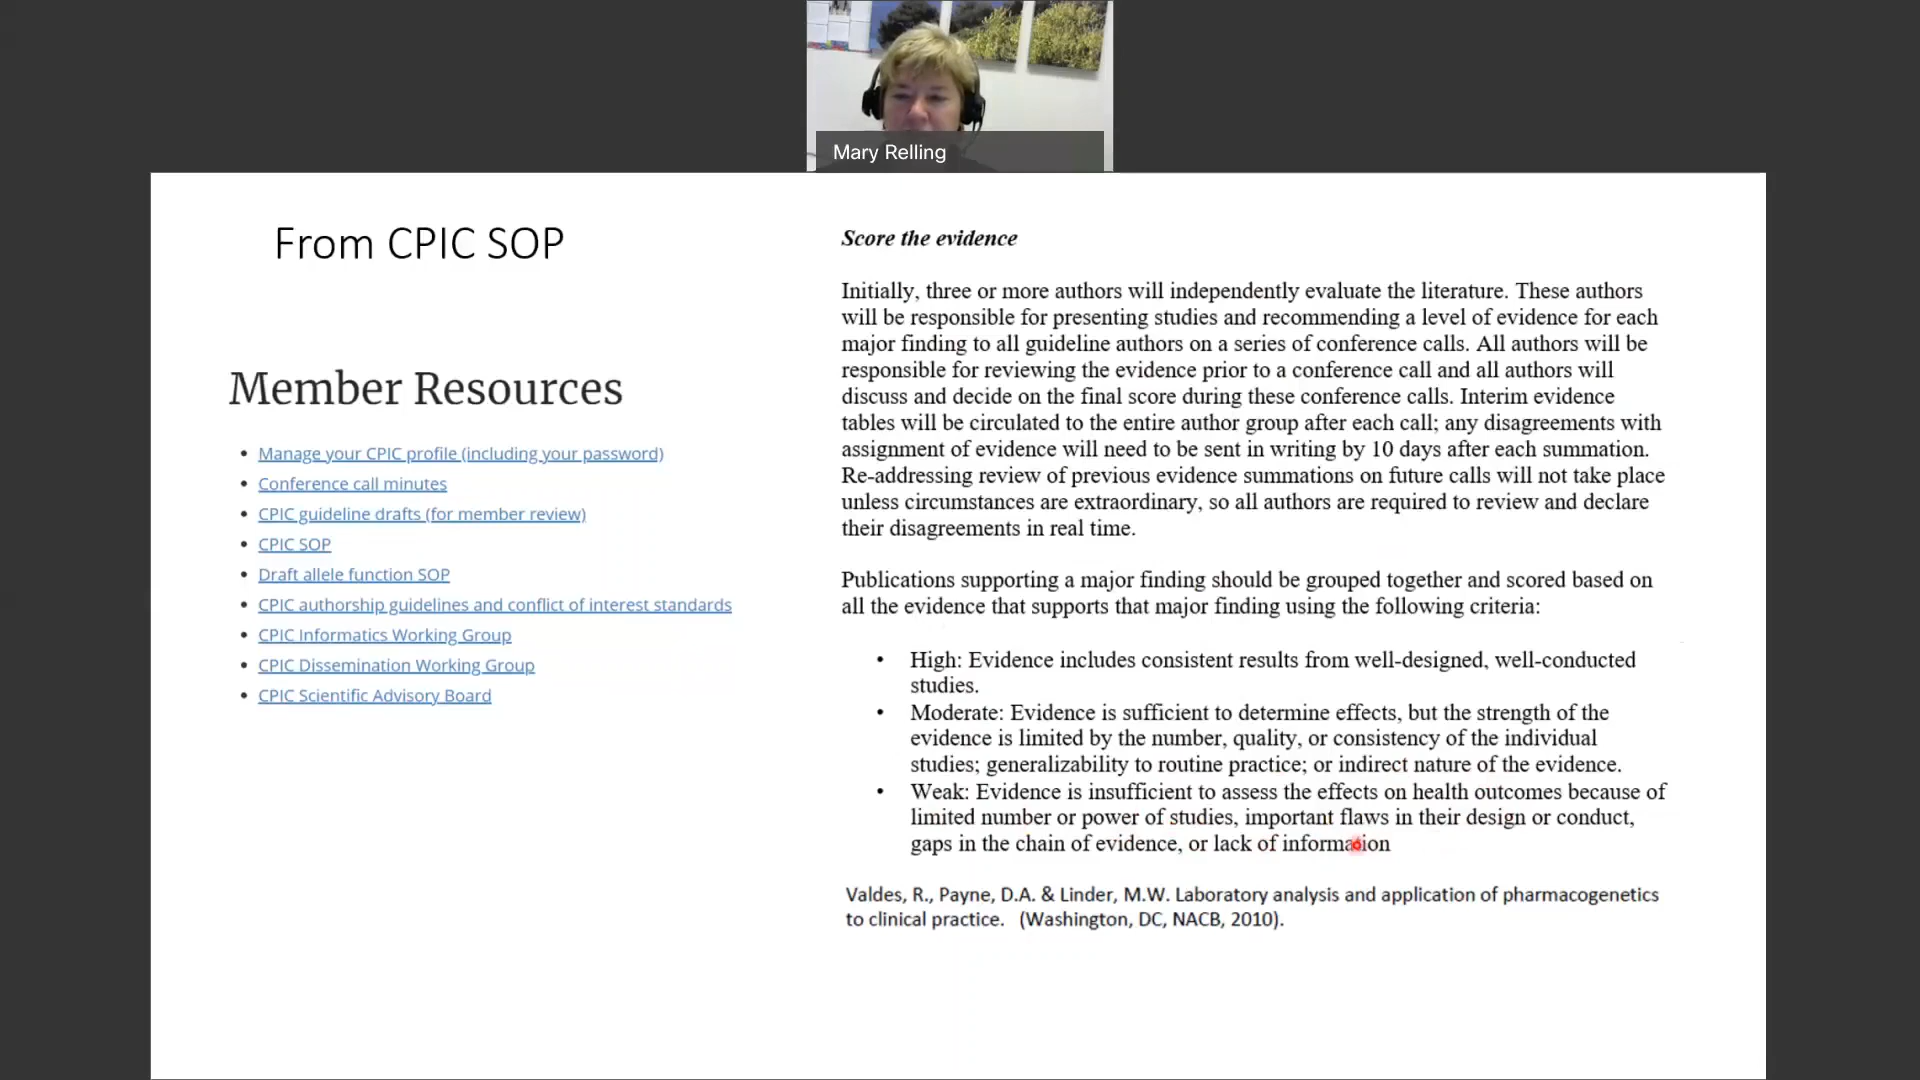 Mary Relling
From CPIC SOP
Member Resources
• Manage your CPIC profile (including your password)
• Conference call minutes
• CPIC guideline drafts (for member review)
• CPIC SOP
• Draft allele function SOP
• CPIC authorship guidelines and conflict of interest standards
• CPIC Informatics Working Group
• CPIC Dissemination Working Group
• CPIC Scientific Advisory Board
Score the evidence
Initially, three or more authors will independently evaluate the literature. These authors
will be responsible for presenting studies and recommending a level of evidence for each
major finding to all guideline authors on a series of conference calls. All authors will be
responsible for reviewing the evidence prior to a conference call and all authors will
discuss and decide on the final score during these conference calls. Interim evidence
tables will be circulated to the entire author group after each call; any disagreements with
assignment of evidence will need to be sent in writing by 10 days after each summation.
Re-addressing review of previous evidence summations on future calls will not take place
unless circumstances are extraordinary, so all authors are required to review and declare
their disagreements in real time.
Publications supporting a major finding should be grouped together and scored based on
all the evidence that supports that major finding using the following criteria:
• High: Evidence includes consistent results from well-designed, well-conducted
studies.
• Moderate: Evidence is sufficient to determine effects, but the strength of the
evidence is limited by the number, quality, or consistency of the individual
studies; generalizability to routine practice; or indirect nature of the evidence.
• Weak: Evidence is insufficient to assess the effects on health outcomes because of
limited number or power of studies, important flaws in their design or conduct,
gaps in the chain of evidence, or lack of information
Valdes, R., Payne, D.A. & Linder, M.W. Laboratory analysis and application of pharmacogenetics
to clinical practice. (Washington, DC, NACB, 2010).